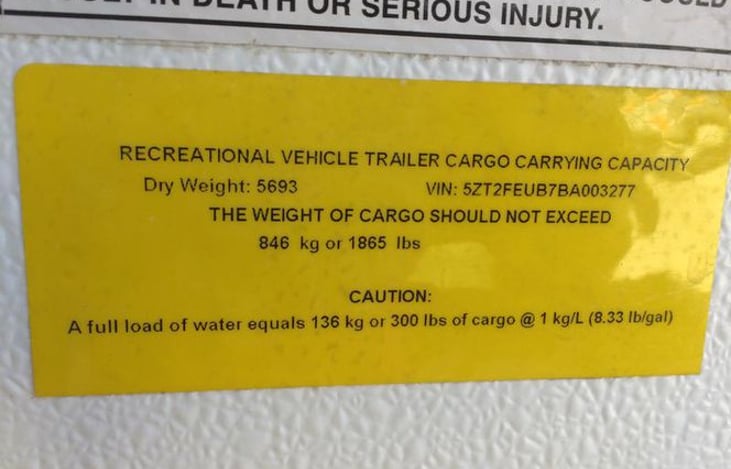 IN DEATH OR SERIOUS INJURY.
RECREATIONAL VEHICLE TRAILER CARGO CARRYING CAPACITY
Dry Weight: 5693 VIN: 5ZT2FEUB7BA003277
THE WEIGHT OF CARGO SHOULD NOT EXCEED
846 kg or 1865 lbs
CAUTION:
A full load of water equals 136 kg or 300 lbs of cargo @ 1 kg/L (8.33 lb/gal)